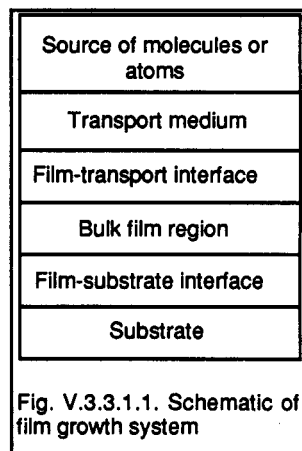 Source of molecules or
atoms
Transport medium
Film-transport interface
Bulk film region
Film-substrate interface
Substrate
Fig. V.3.3.1.1. Schematic of
film growth system